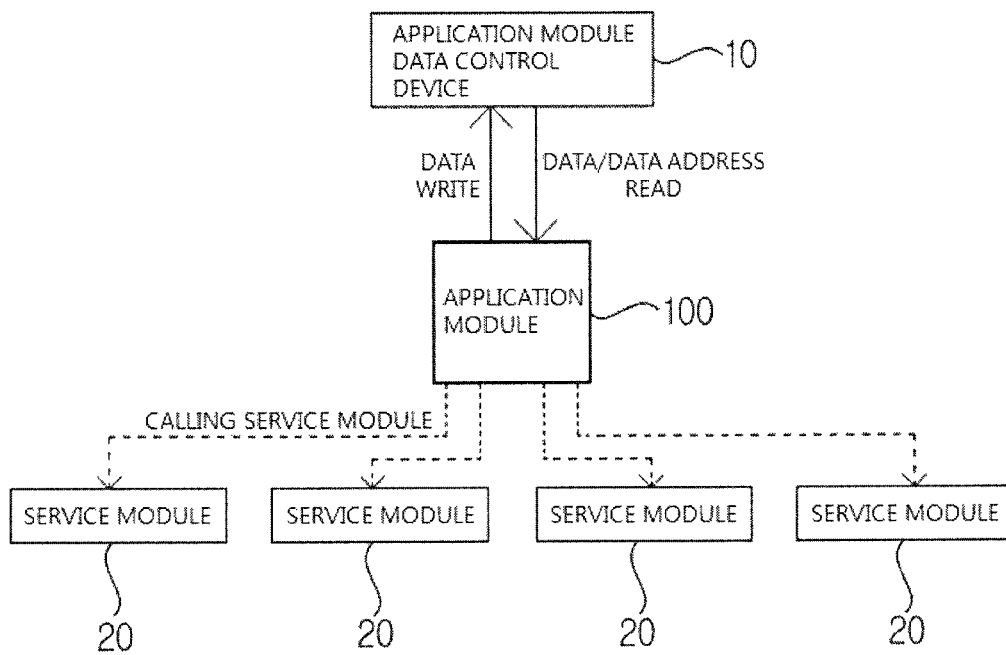 APPLICATION MODULE
DATA CONTROL
DEVICE
10
DATA
WRITE
DATA/DATA ADDRESS
READ
APPLICATION
MODULE
100
CALLING SERVICE MODULE
SERVICE MODULE
SERVICE MODULE
SERVICE MODULE
SERVICE MODULE
20
20
20
20